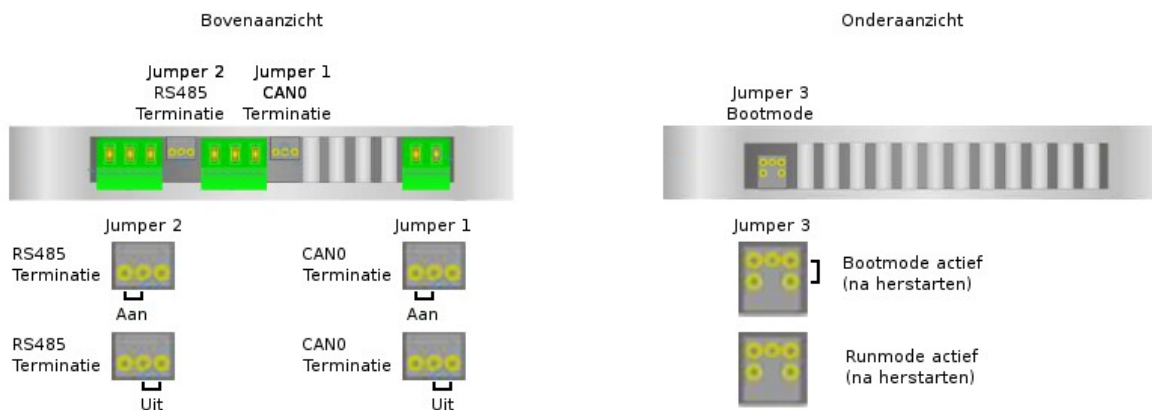 Bovenaanzicht
Onderaanzicht
Jumper 2
RS485
Terminatie
Jumper 1
CAN0
Terminatie
Jumper 3
Bootmode
Jumper 2
RS485
Terminatie
Aan
RS485
Terminatie
Uit
Jumper 1
CAN0
Terminatie
Aan
CAN0
Terminatie
Uit
Jumper 3
Bootmode actief
(na herstarten)
Runmode actief
(na herstarten)